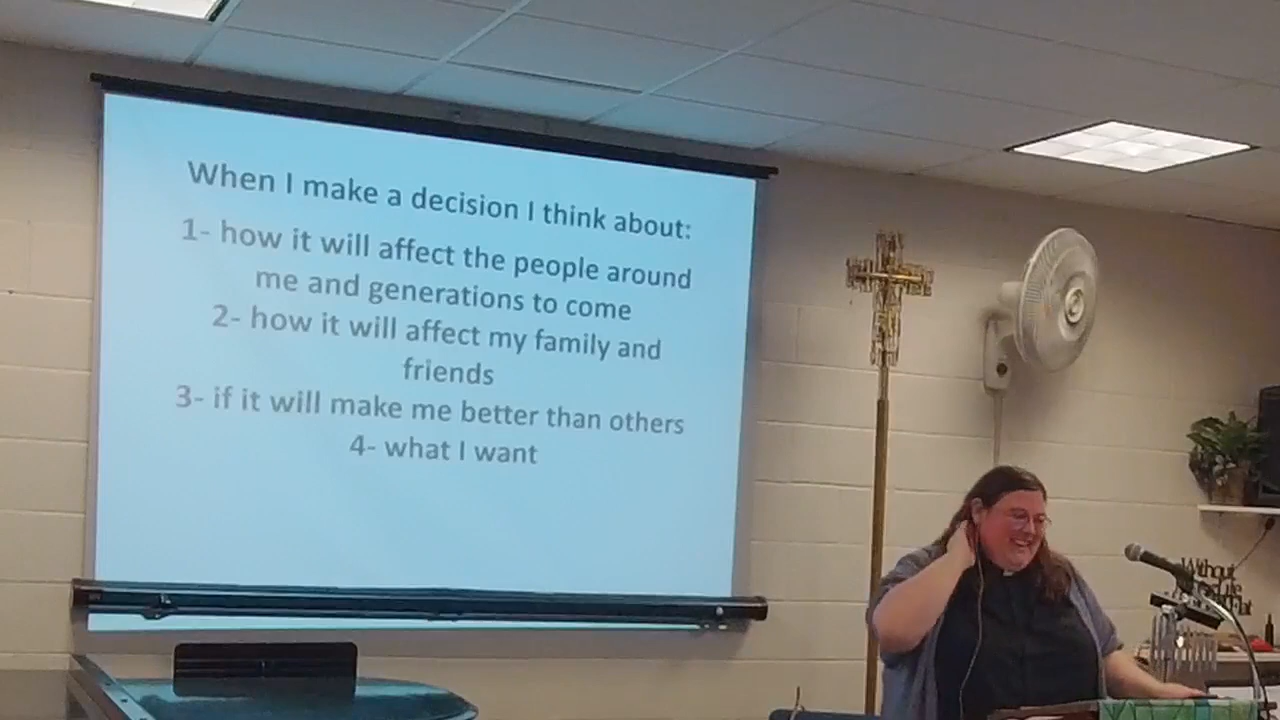 When I make a decision I think about:
1- how it will affect the people around
me and generations to come
2- how it will affect my family and
friends
3- if it will make me better than others
4- what I want
Without